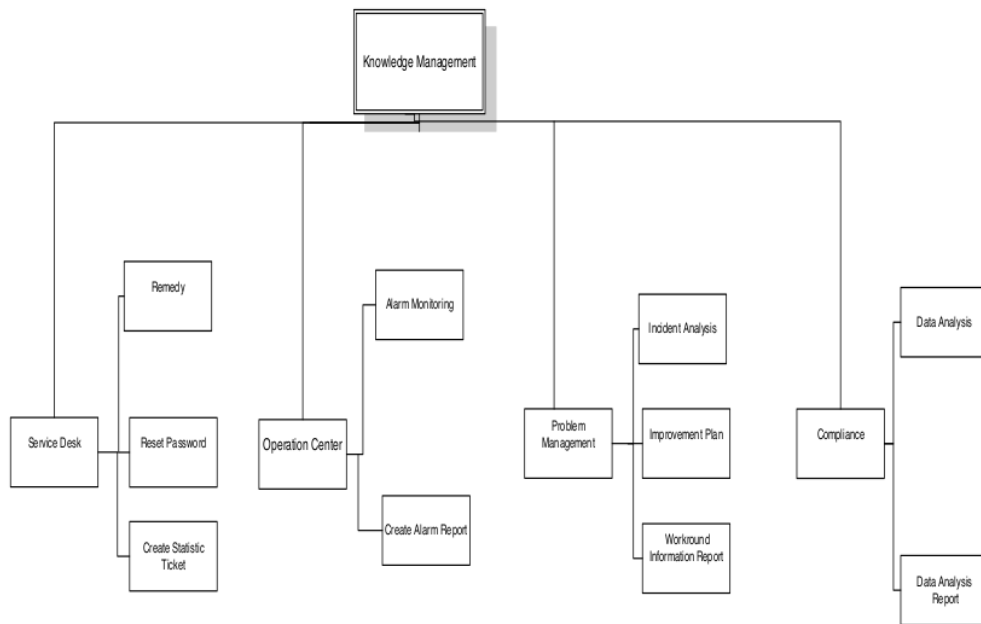 Knowledge Management
Remedy
Alarm Monitoring
Incident Analysis
Data Analysis
Service Desk
Reset Password
Operation Center
Problem
Management
Improvement Plan
Compliance
Create Statistic
Ticket
Create Alarm Report
Workround
Information Report
Data Analysis
Report